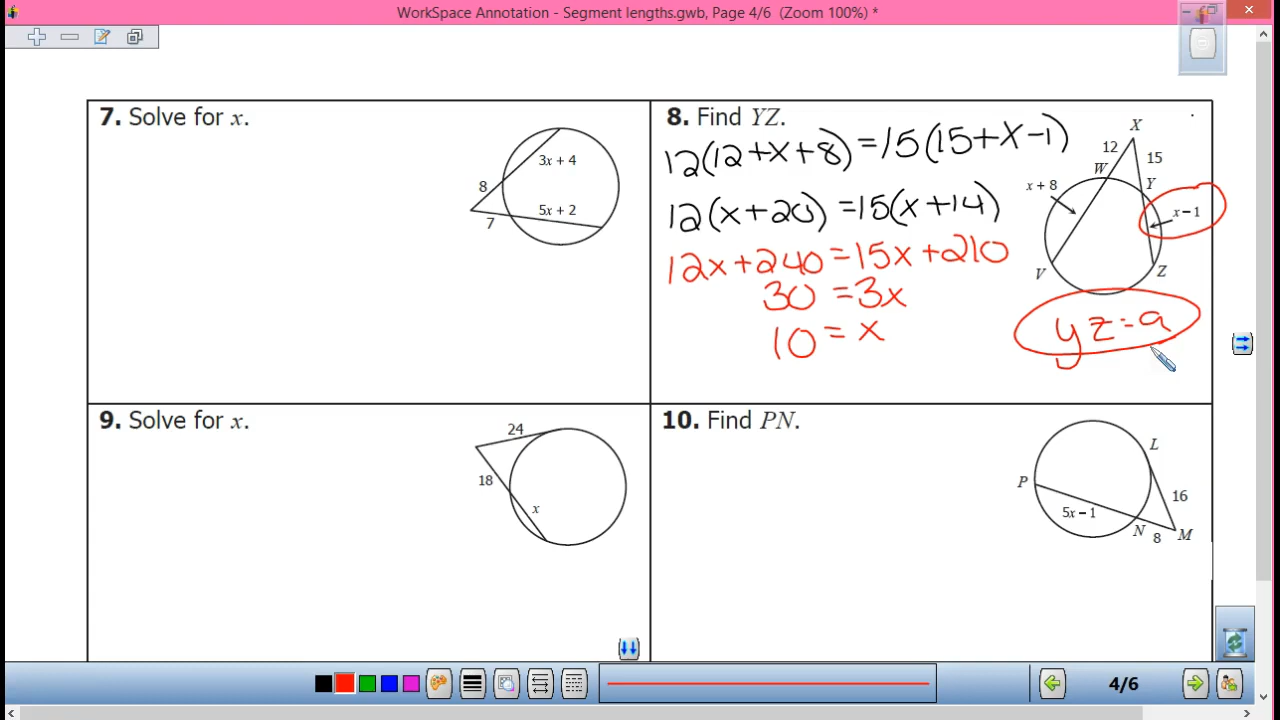 WorkSpace Annotation - Segment lengths.gwb, Page 4/6 (Zoom 100%) *
7. Solve for x.
3x + 4
8
5x + 2
7
8. Find YZ.
12(12+x+8)=15(15+x-1)
12(x+20)=15(x+14)
12x+240=15x+210
30=3x
10=x
X
12
15
W
Y
x + 8
x – 1
V
Z
yz=9
9. Solve for x.
24
18
x
10. Find PN.
L
P
16
5x – 1
N
8
M
4/6